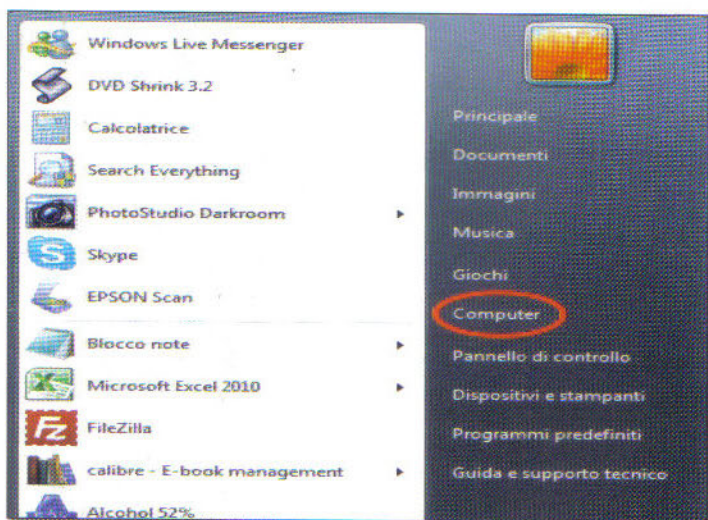 Windows Live Messenger
DVD Shrink 3.2
Calcolatrice
Search Everything
PhotoStudio Darkroom
Skype
EPSON Scan
Blocco note
Microsoft Excel 2010
FileZilla
calibre - E-book management
Alcohol 52%
Principale
Documenti
Immagini
Musica
Giochi
Computer
Pannello di controllo
Dispositivi e stampanti
Programmi predefiniti
Guida e supporto tecnico